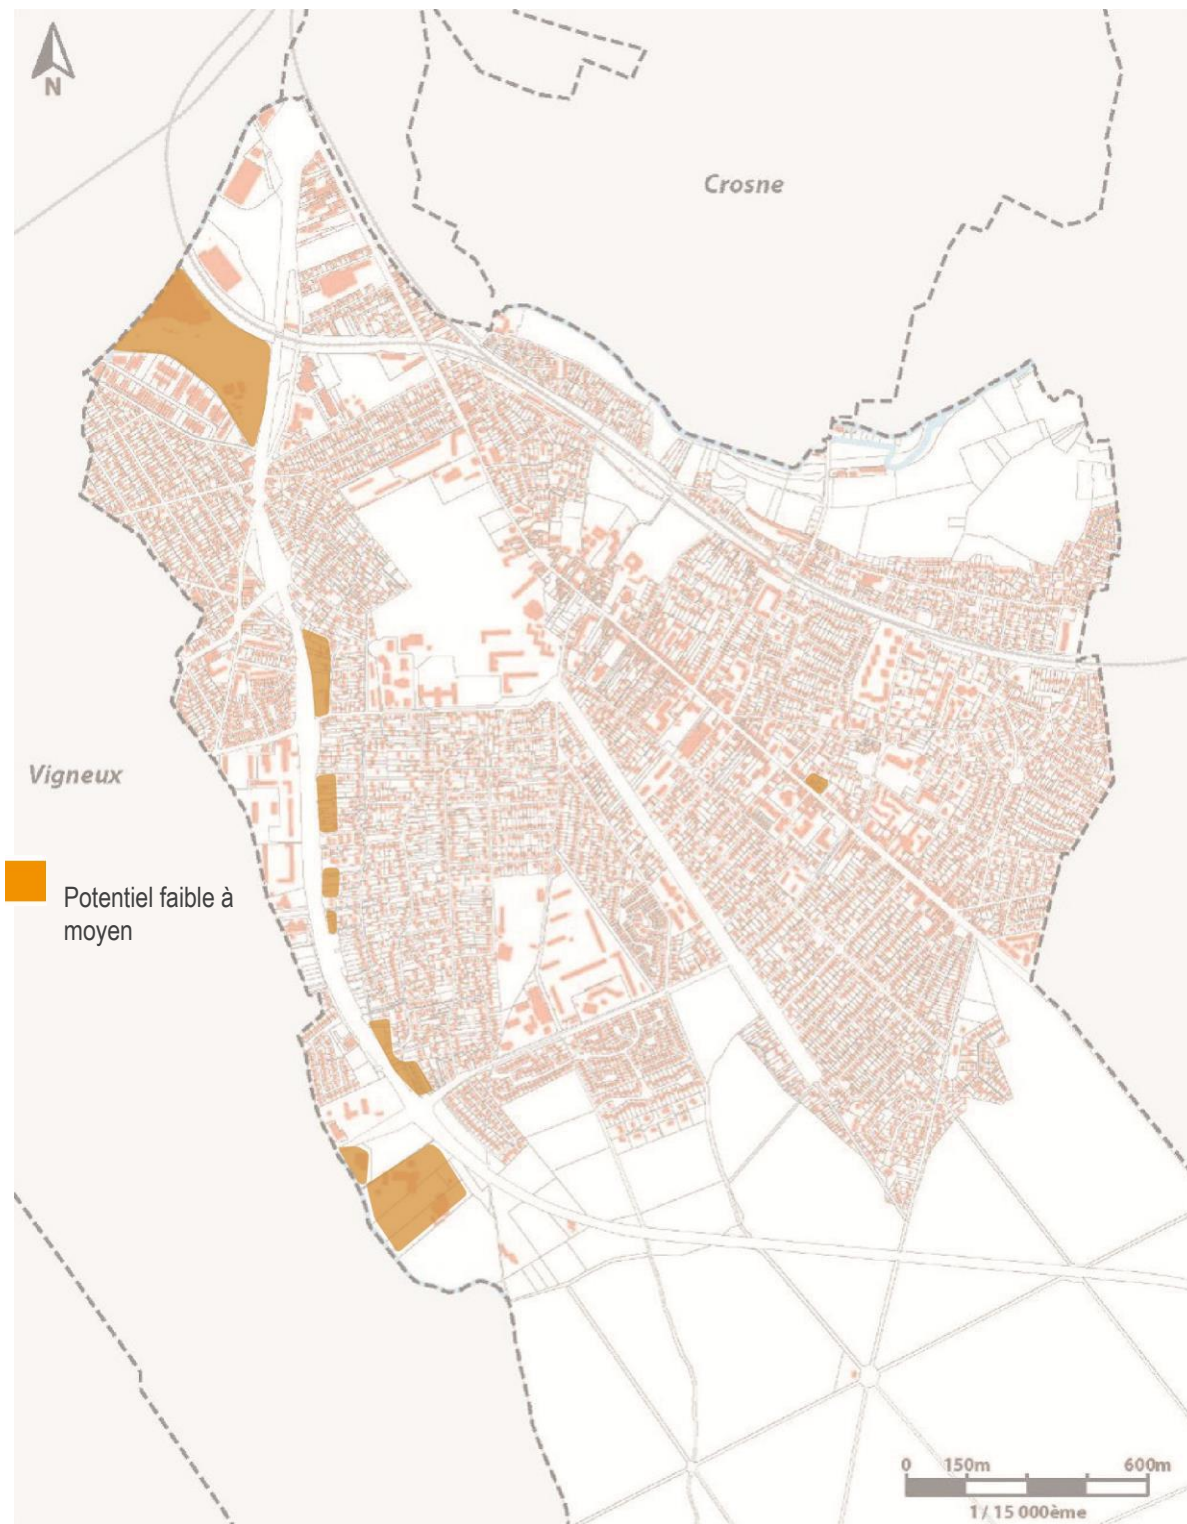 N
Crosne
Vigneux
Potentiel faible à
moyen
0 150m 600m
1 / 15 000ème